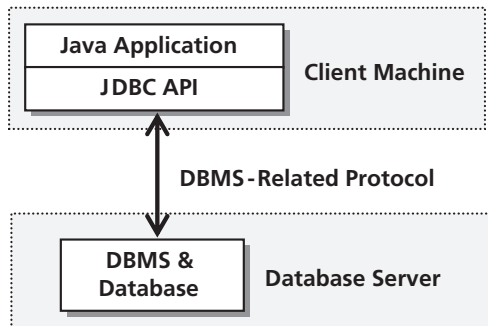 Java Application
JDBC API
Client Machine
DBMS-Related Protocol
DBMS &
Database
Database Server